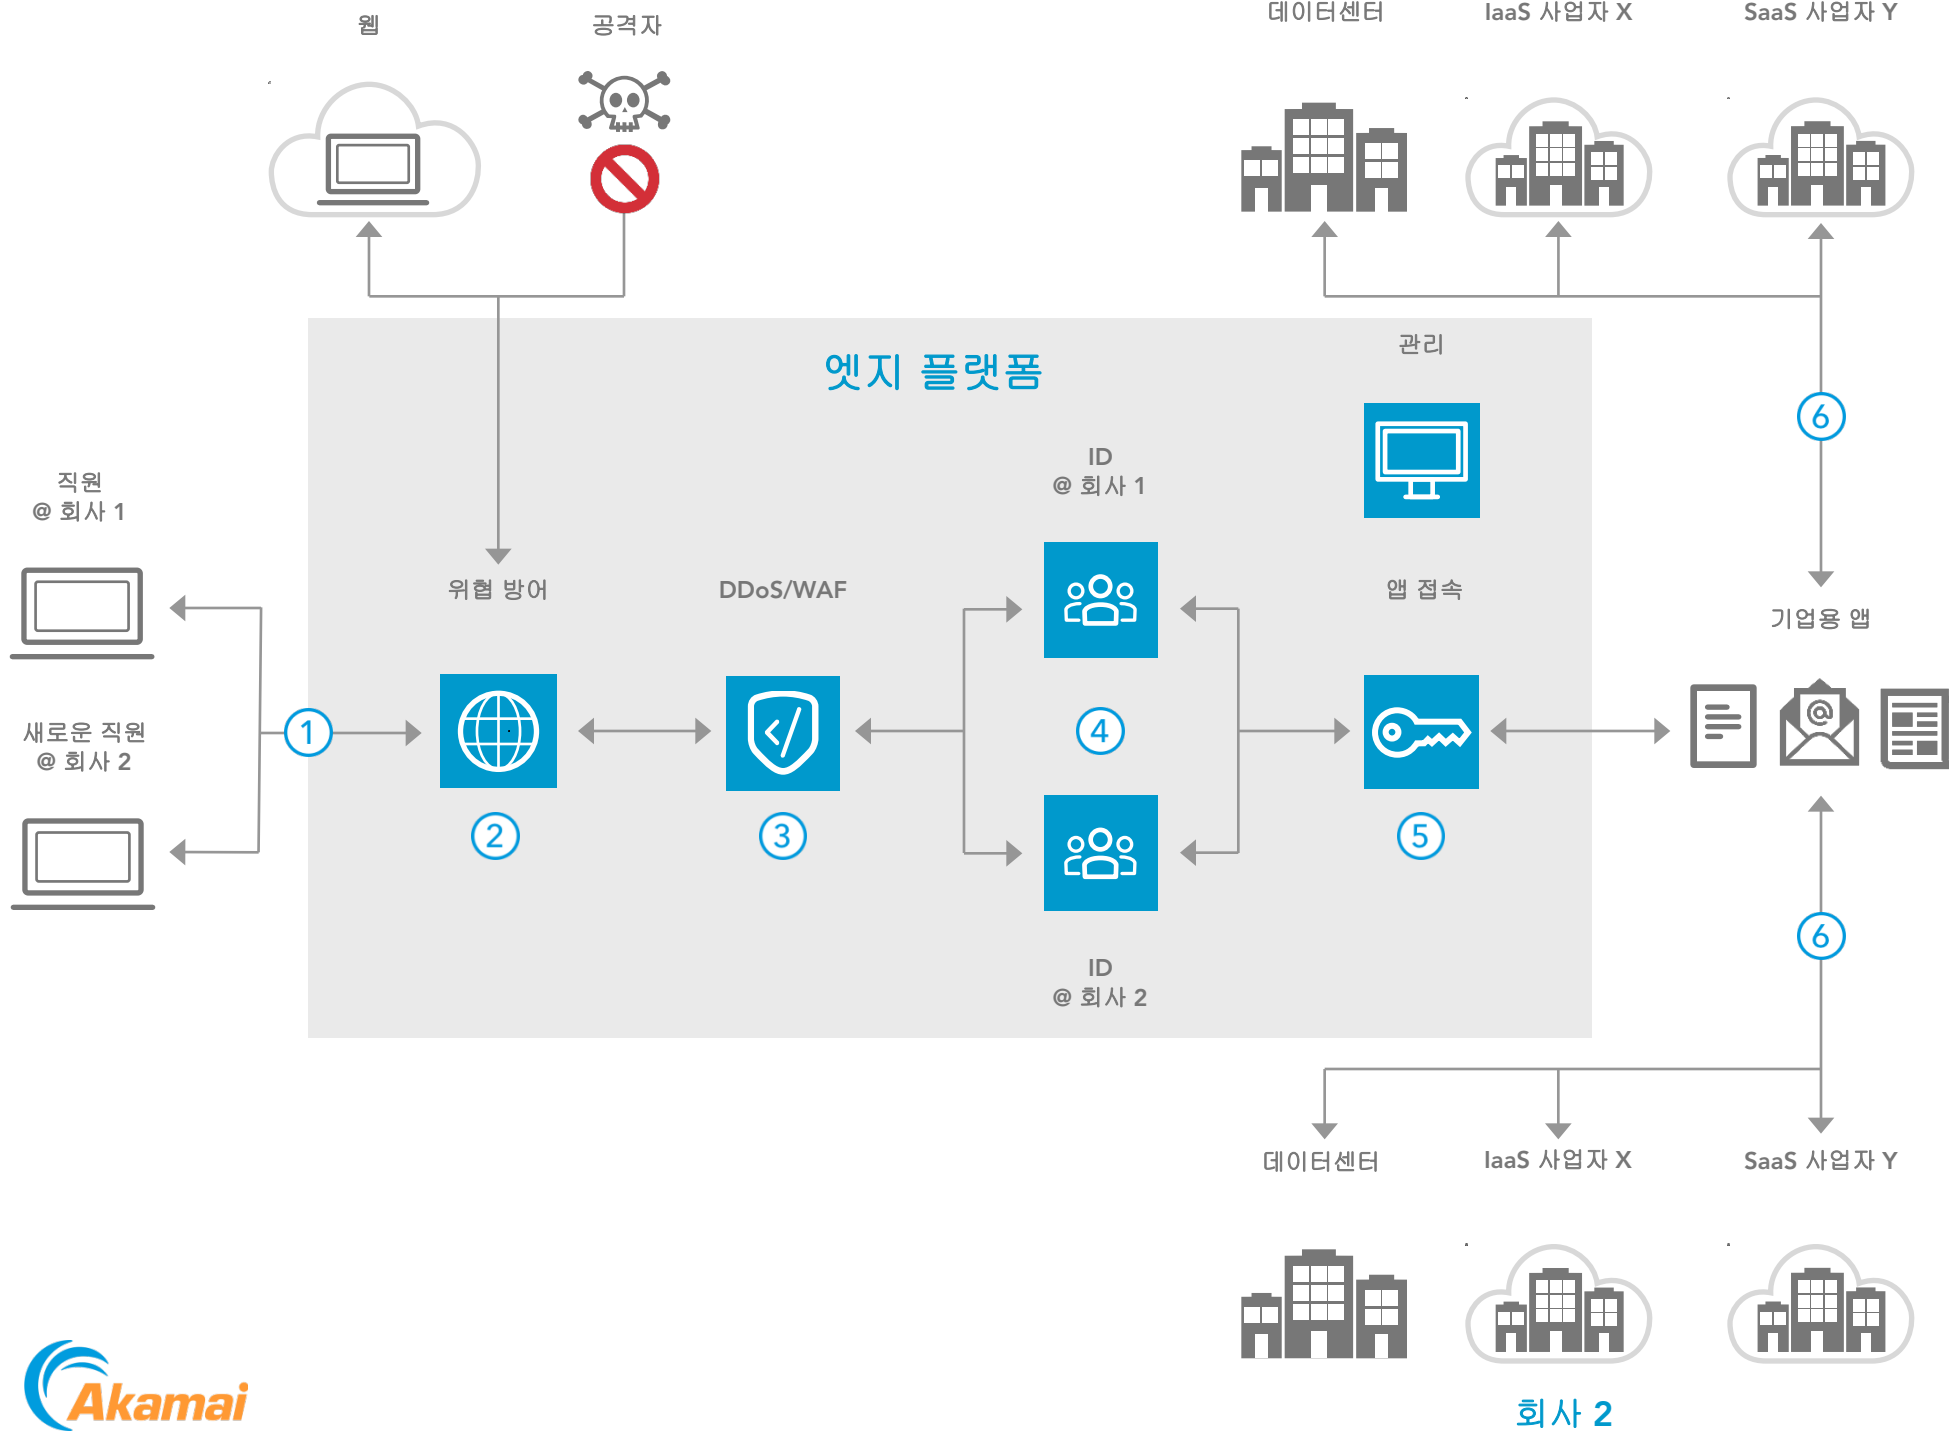 웹
공격자
데이터센터
IaaS 사업자 X
SaaS 사업자 Y
엣지 플랫폼
관리
6
ID
@ 회사 1
직원
@ 회사 1
위협 방어
DDoS/WAF
앱 접속
기업용 앱
새로운 직원
@ 회사 2
1
4
@
2
3
5
6
ID
@ 회사 2
데이터센터
IaaS 사업자 X
SaaS 사업자 Y
Akamai
회사 2